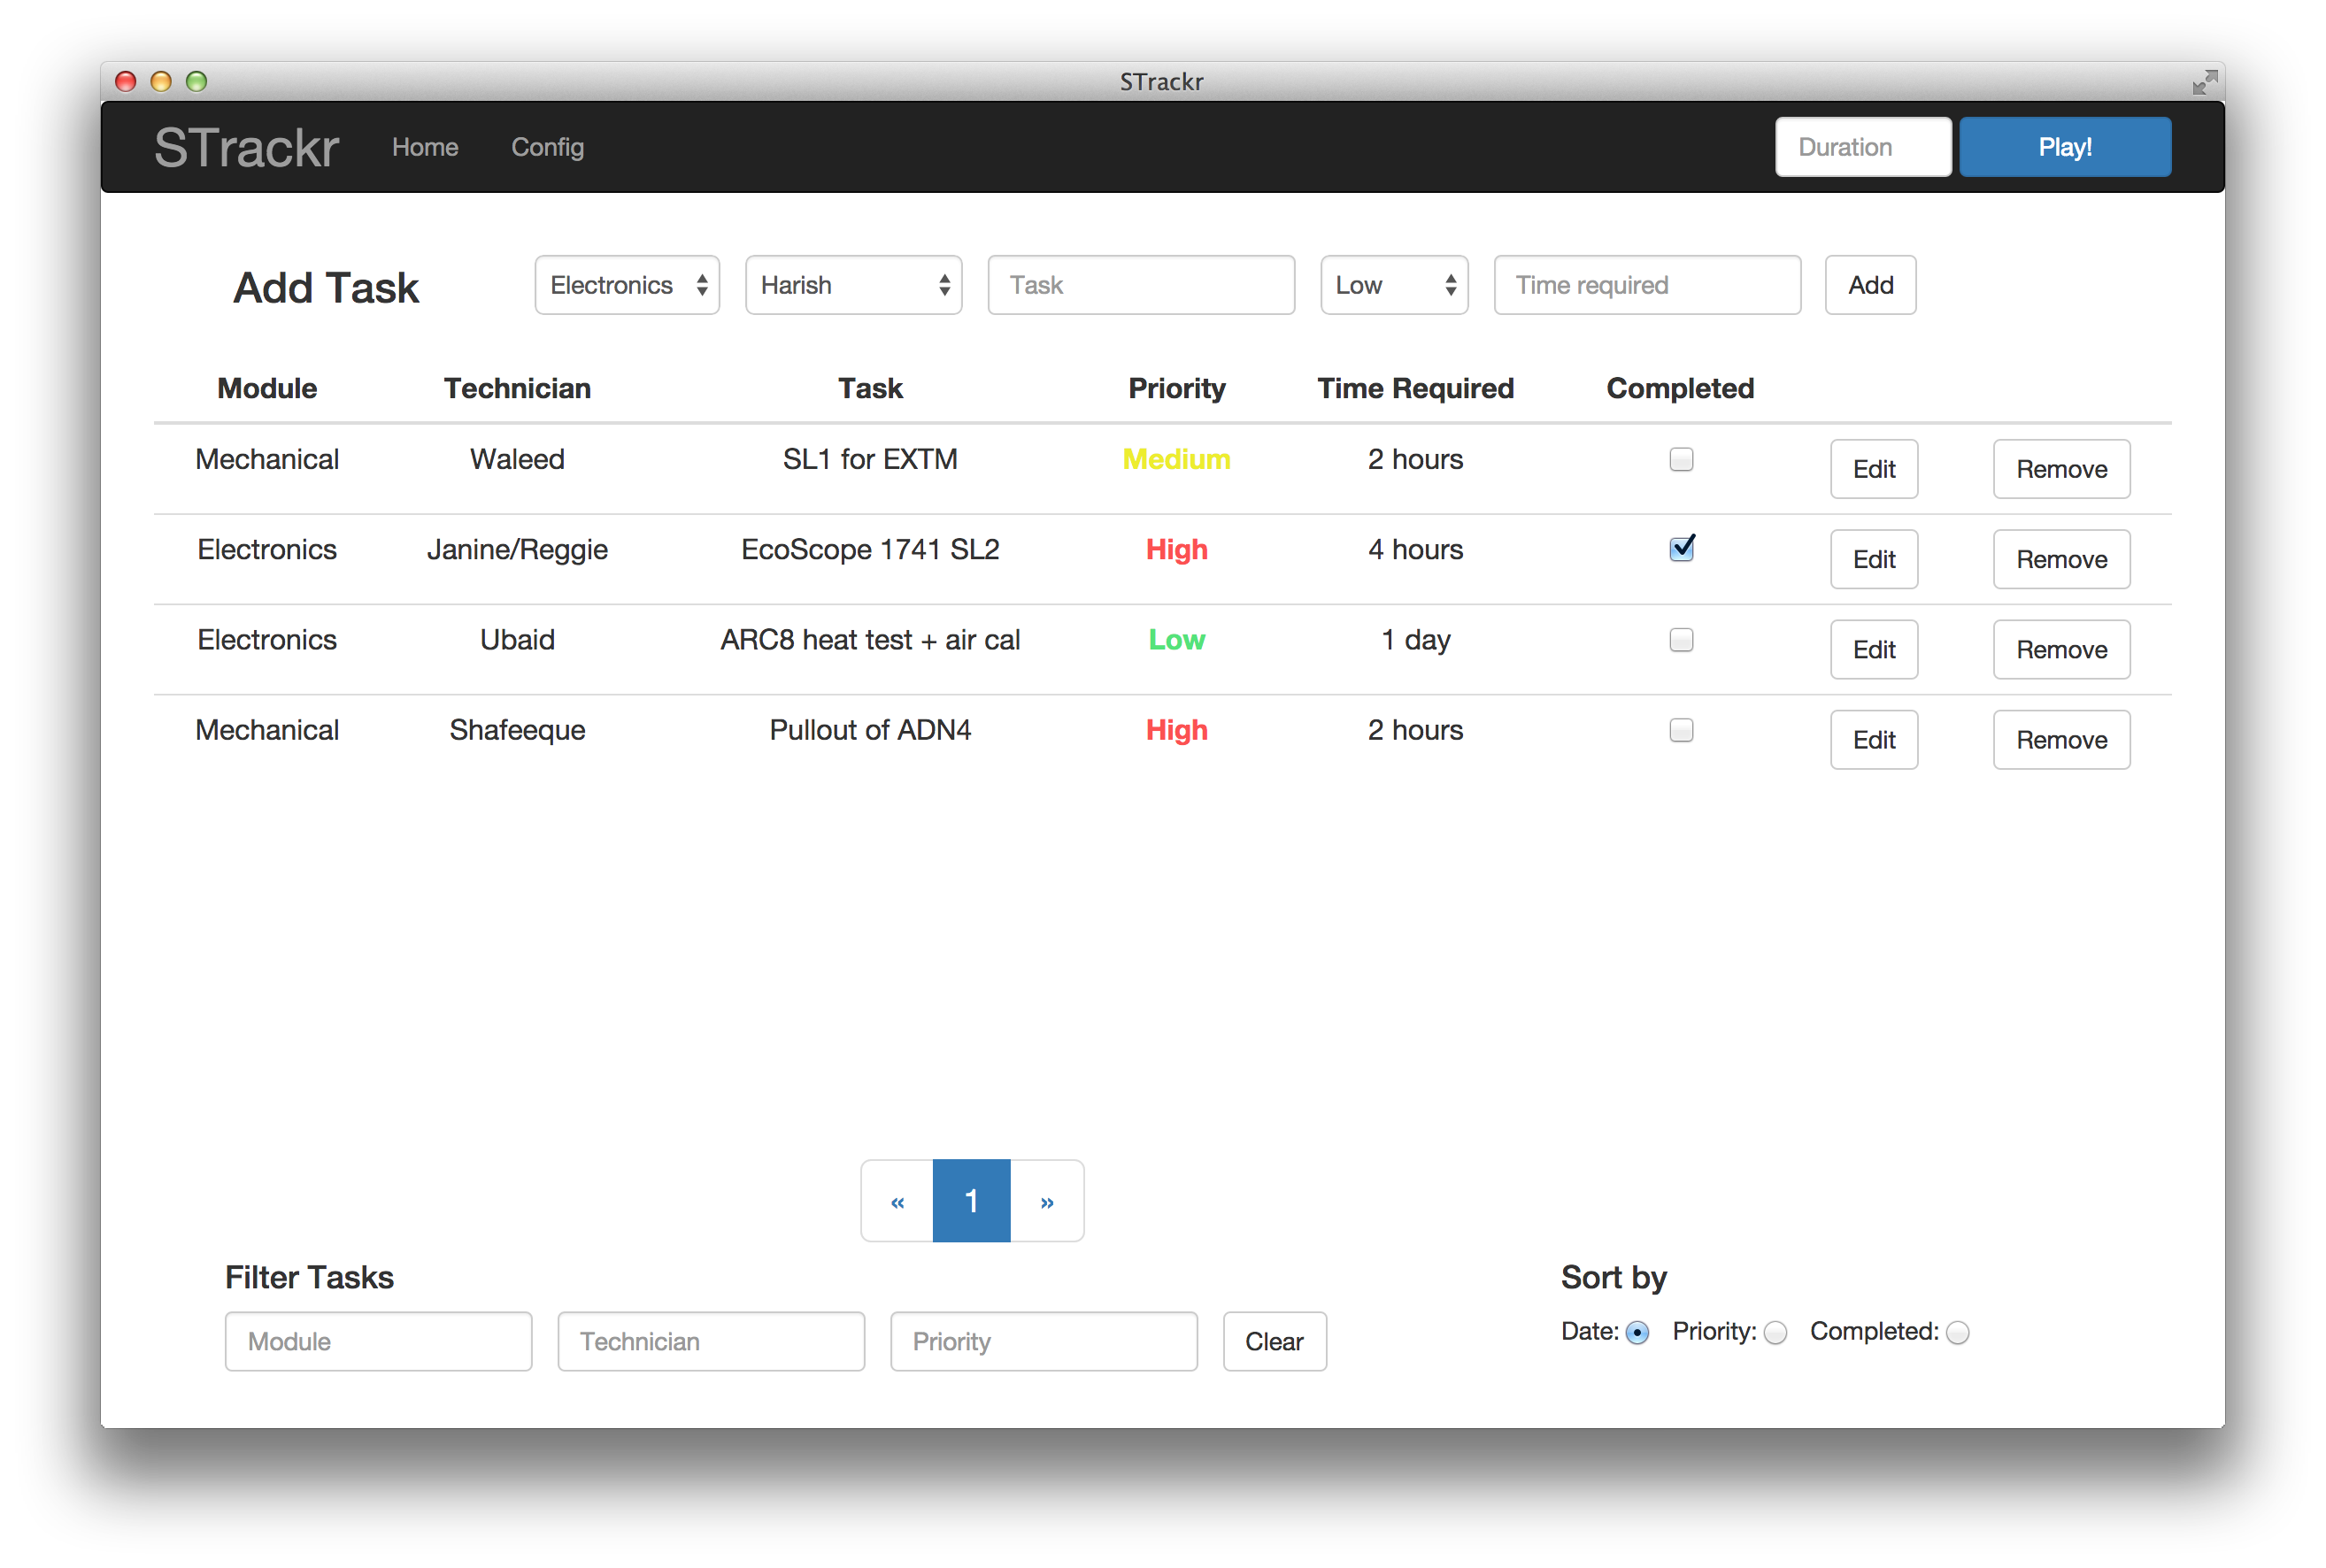 STrackr
STrackr Home Config Duration Play!
Add Task Electronics Harish Task Low Time required Add
Module Technician Task Priority Time Required Completed
Mechanical Waleed SL1 for EXTM Medium 2 hours Edit Remove
Electronics Janine/Reggie EcoScope 1741 SL2 High 4 hours Edit Remove
Electronics Ubaid ARC8 heat test + air cal Low 1 day Edit Remove
Mechanical Shafeeque Pullout of ADN4 High 2 hours Edit Remove
« 1 »
Filter Tasks Sort by
Module Technician Priority Clear Date: Priority: Completed: